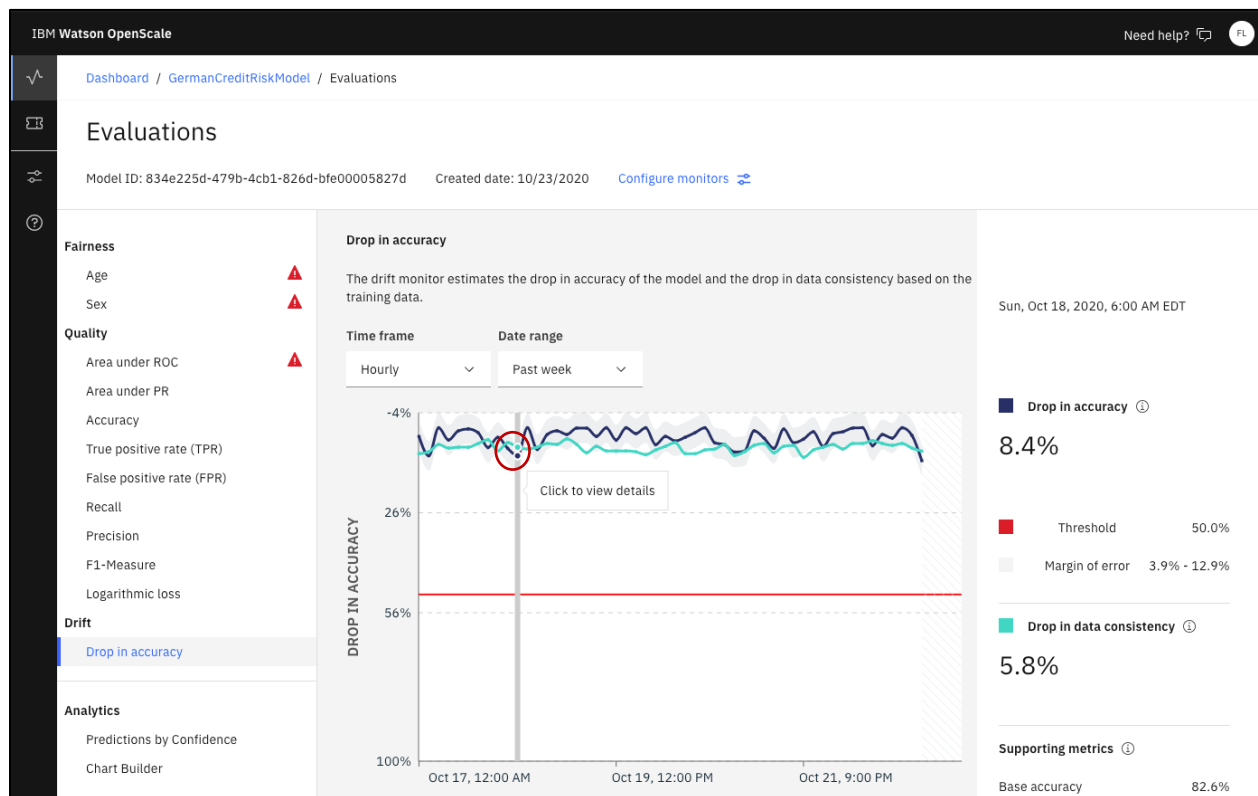 IBM Watson OpenScale
Need help?
FL
Dashboard / GermanCreditRiskModel / Evaluations
Evaluations
Model ID: 834e225d-479b-4cb1-826d-bfe00005827d
Created date: 10/23/2020
Configure monitors
Fairness
Age
Sex
Quality
Area under ROC
Area under PR
Accuracy
True positive rate (TPR)
False positive rate (FPR)
Recall
Precision
F1-Measure
Logarithmic loss
Drift
Drop in accuracy
Analytics
Predictions by Confidence
Chart Builder
Drop in accuracy
The drift monitor estimates the drop in accuracy of the model and the drop in data consistency based on the
training data.
Time frame
Date range
Hourly
Past week
-4%
26%
56%
100%
DROP IN ACCURACY
Click to view details
Oct 17, 12:00 AM
Oct 19, 12:00 PM
Oct 21, 9:00 PM
Sun, Oct 18, 2020, 6:00 AM EDT
Drop in accuracy
8.4%
Threshold 50.0%
Margin of error 3.9% - 12.9%
Drop in data consistency
5.8%
Supporting metrics
Base accuracy 82.6%